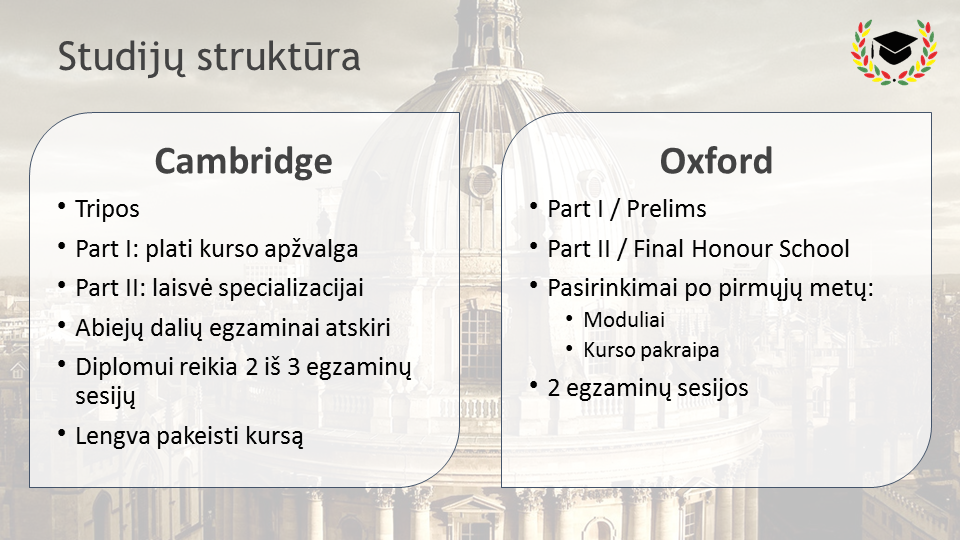 Studijų struktūra
Cambridge
• Tripos
• Part I: plati kurso apžvalga
• Part II: laisvė specializacijai
• Abiejų dalių egzaminai atskiri
• Diplomui reikia 2 iš 3 egzaminų
sesijų
• Lengva pakeisti kursą
Oxford
• Part I / Prelims
• Part II / Final Honour School
• Pasirinkimai po pirmųjų metų:
• Moduliai
• Kurso pakraipa
• 2 egzaminų sesijos